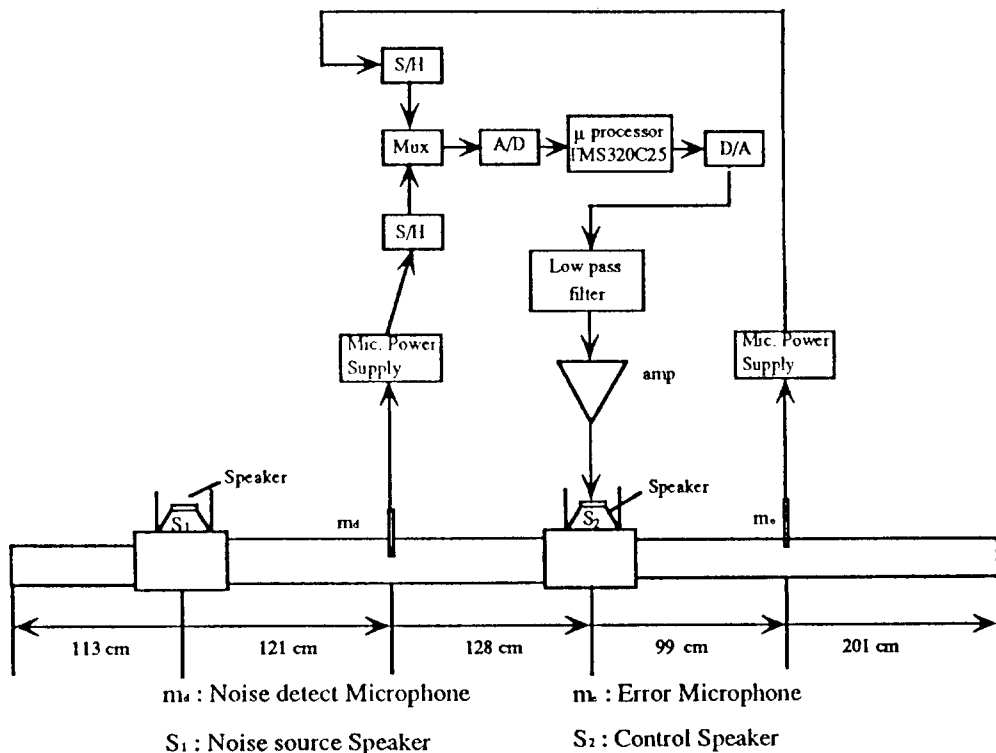 S/H
Mux
A/D
μ processor
TMS320C25
D/A
S/H
Low pass
filter
Mic. Power
Supply
amp
Mic. Power
Supply
Speaker
S1
md
Speaker
S2
me
113 cm
121 cm
128 cm
99 cm
201 cm
md : Noise detect Microphone
me : Error Microphone
S1 : Noise source Speaker
S2 : Control Speaker